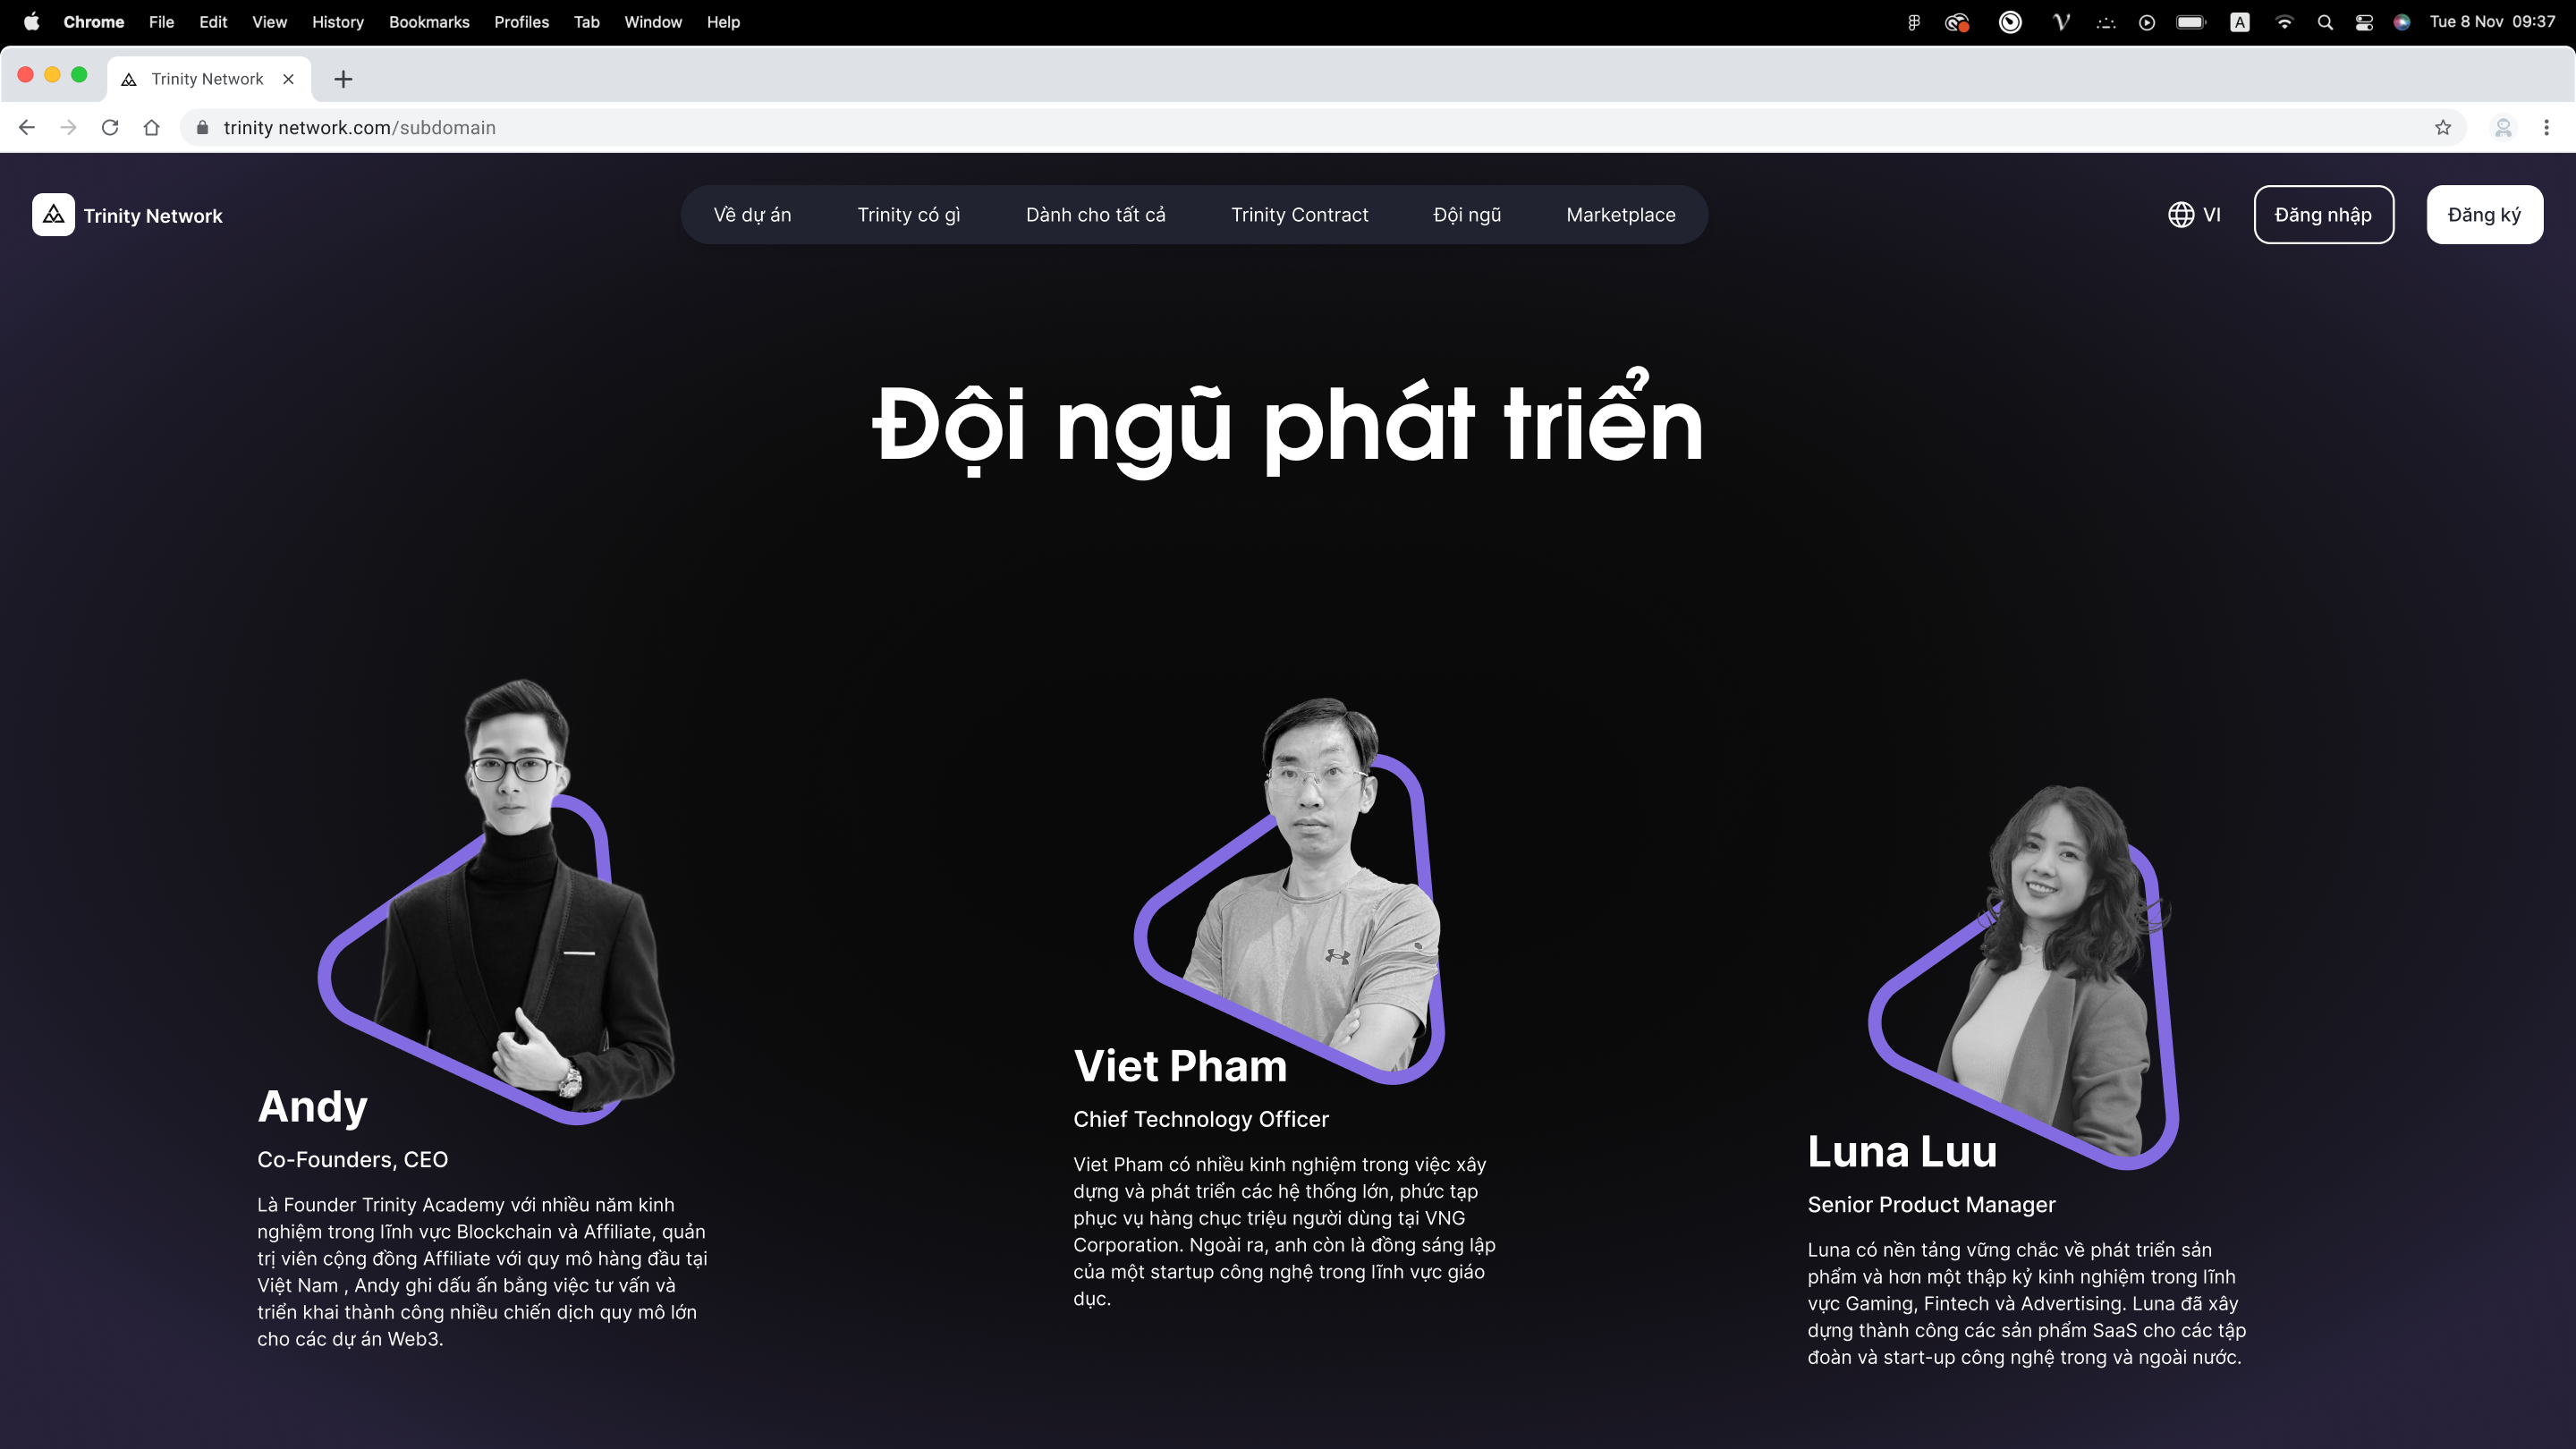 Chrome File Edit View History Bookmarks Profiles Tab Window Help
A
Tue 8 Nov 09:37
Trinity Network
trinity network.com/subdomain
Trinity Network
Về dự án Trinity có gì Dành cho tất cả Trinity Contract Đội ngũ Marketplace
VI
Đăng nhập
Đăng ký
Đội ngũ phát triển
Andy
Co-Founders, CEO
Là Founder Trinity Academy với nhiều năm kinh
nghiệm trong lĩnh vực Blockchain và Affiliate, quản
trị viên cộng đồng Affiliate với quy mô hàng đầu tại
Việt Nam , Andy ghi dấu ấn bằng việc tư vấn và
triển khai thành công nhiều chiến dịch quy mô lớn
cho các dự án Web3.
Viet Pham
Chief Technology Officer
Viet Pham có nhiều kinh nghiệm trong việc xây
dựng và phát triển các hệ thống lớn, phức tạp
phục vụ hàng chục triệu người dùng tại VNG
Corporation. Ngoài ra, anh còn là đồng sáng lập
của một startup công nghệ trong lĩnh vực giáo
dục.
Luna Luu
Senior Product Manager
Luna có nền tảng vững chắc về phát triển sản
phẩm và hơn một thập kỷ kinh nghiệm trong lĩnh
vực Gaming, Fintech và Advertising. Luna đã xây
dựng thành công các sản phẩm SaaS cho các tập
đoàn và start-up công nghệ trong và ngoài nước.